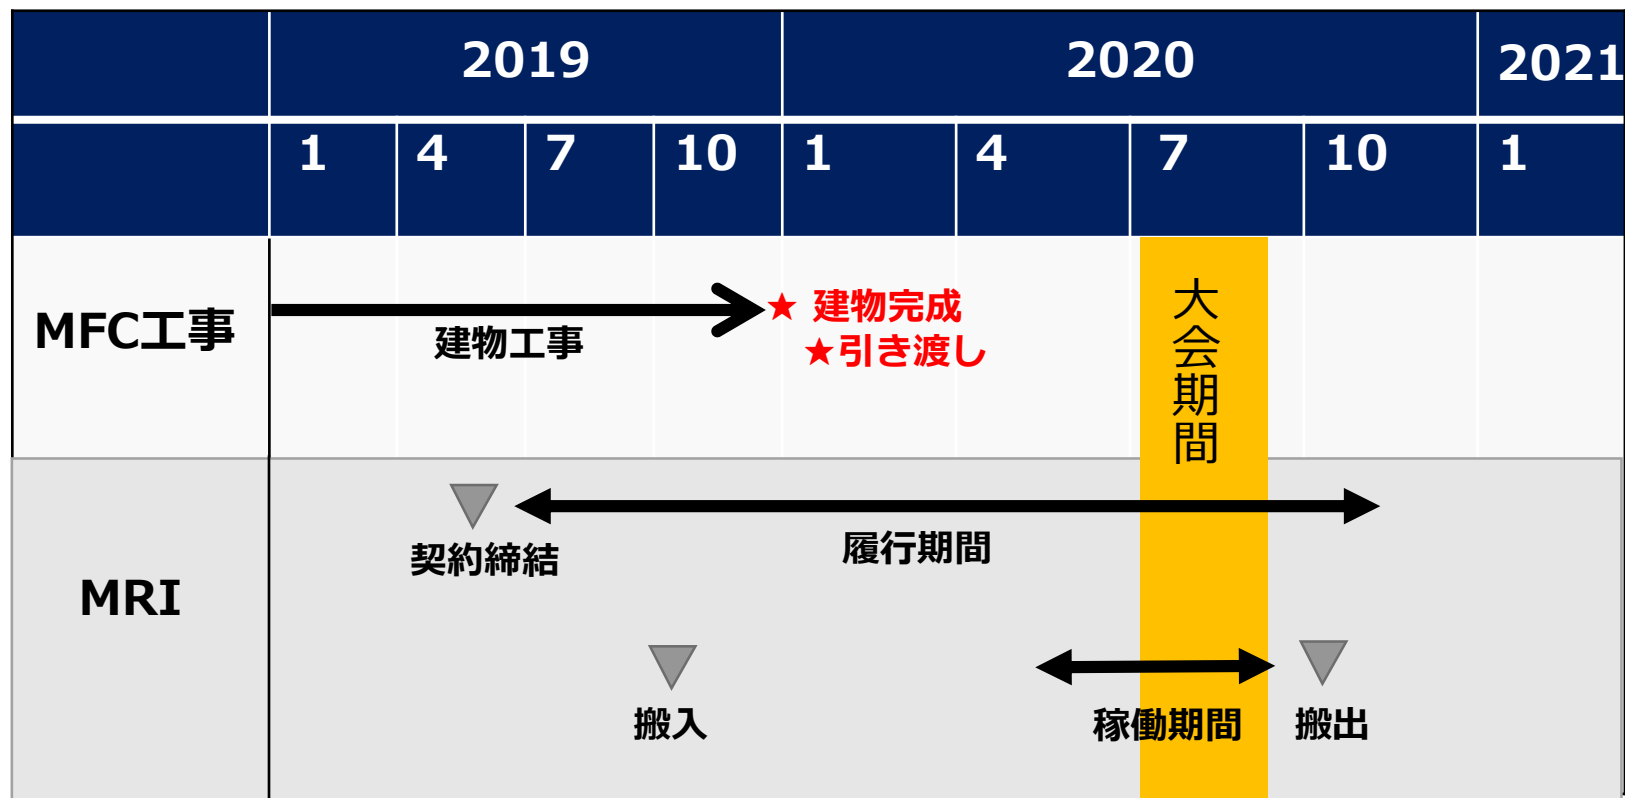 2019 2020 2021
1 4 7 10 1 4 7 10 1
MFC工事
建物工事
★ 建物完成
★引き渡し
大会期間
MRI
契約締結
履行期間
搬入
稼働期間
搬出